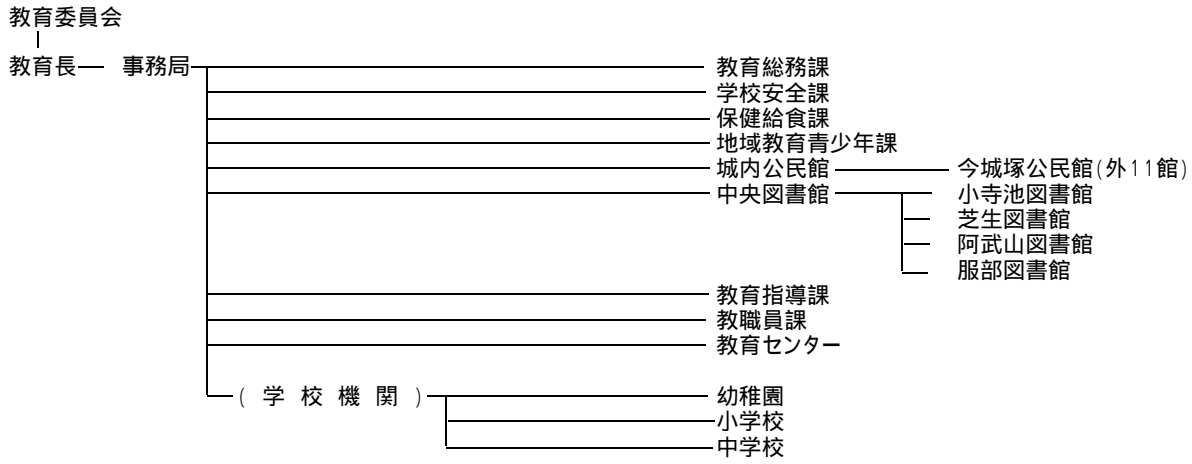 教育委員会
教育長 事務局 教育総務課
学校安全課
保健給食課
地域教育青少年課
城内公民館 今城塚公民館(外11館)
中央図書館 小寺池図書館
芝生図書館
阿武山図書館
服部図書館
教育指導課
教職員課
教育センター
(学校機関) 幼稚園
小学校
中学校